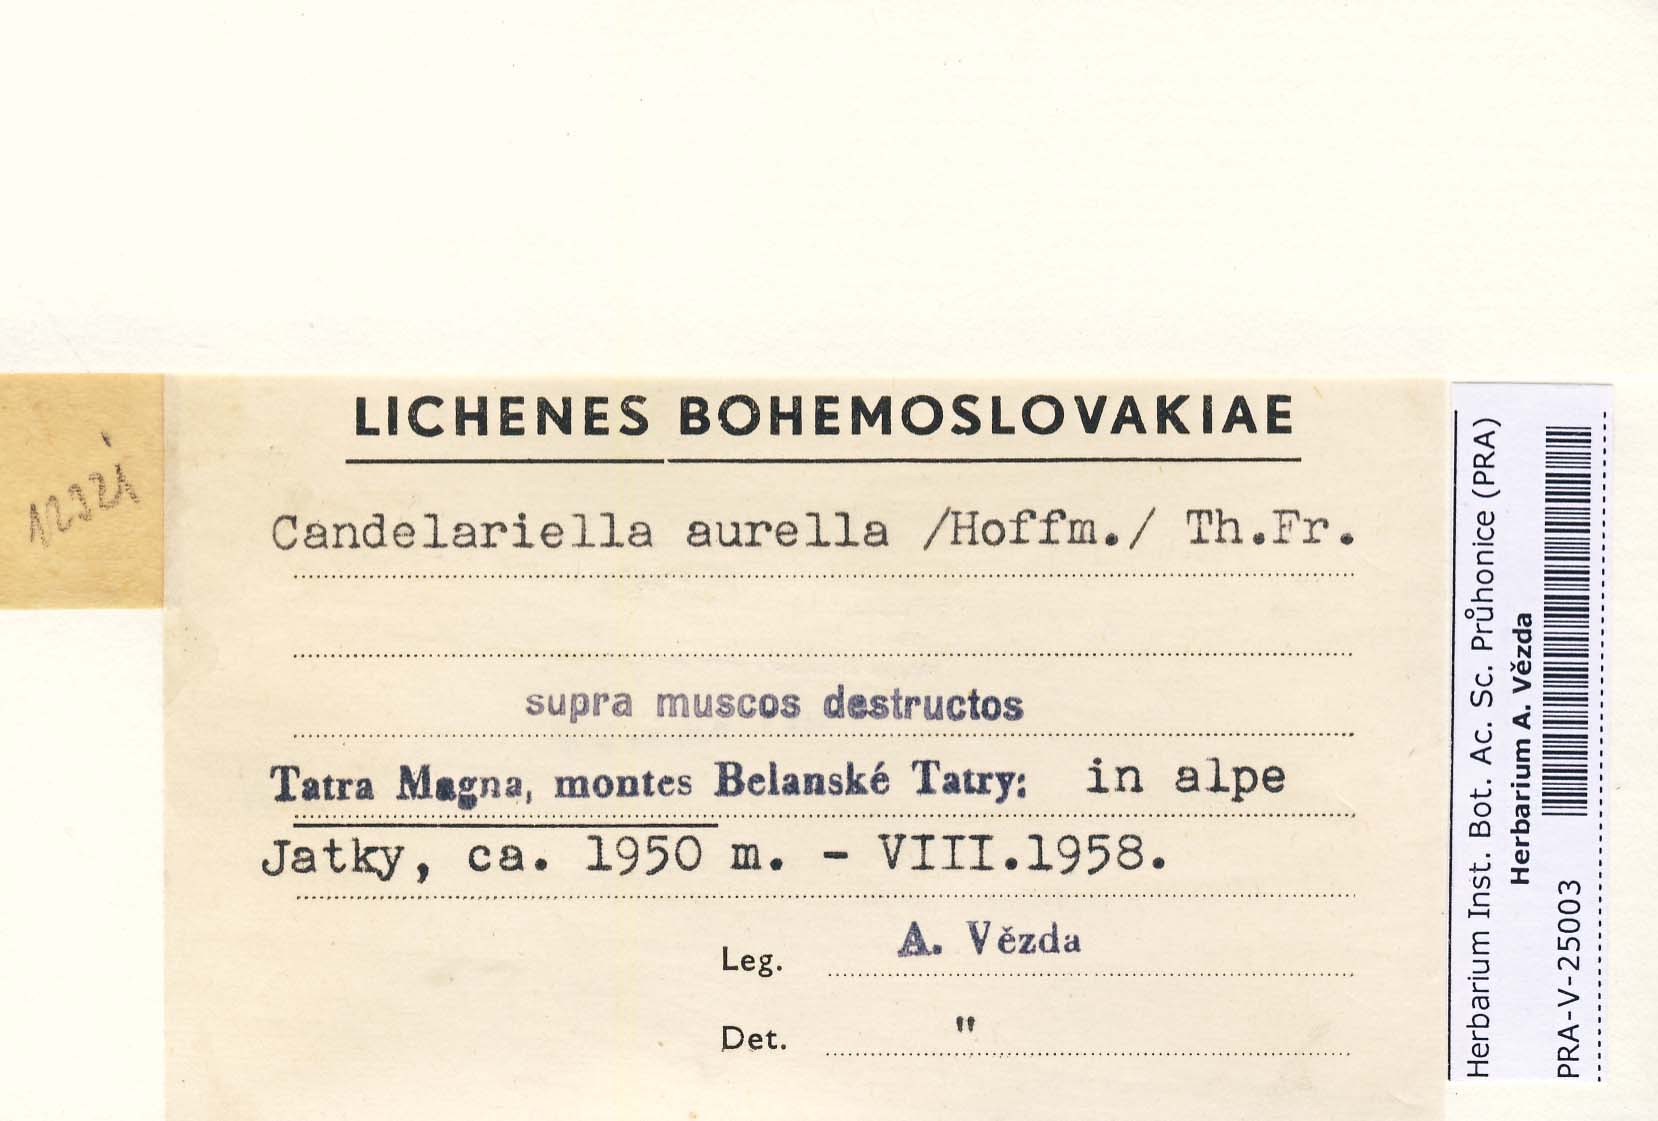 LICHENES BOHEMOSLOVAKIAE
Candelariella aurella /Hoffm./ Th.Fr.
supra muscos destructos
Tatra Magna, montes Belanské Tatry: in alpe
Jatky, ca. 1950 m. - VIII.1958.
Leg. A. Vězda
Det. "
Herbarium Inst. Bot. Ac. Sc. Průhonice (PRA)
Herbarium A. Vězda
PRA-V-25003